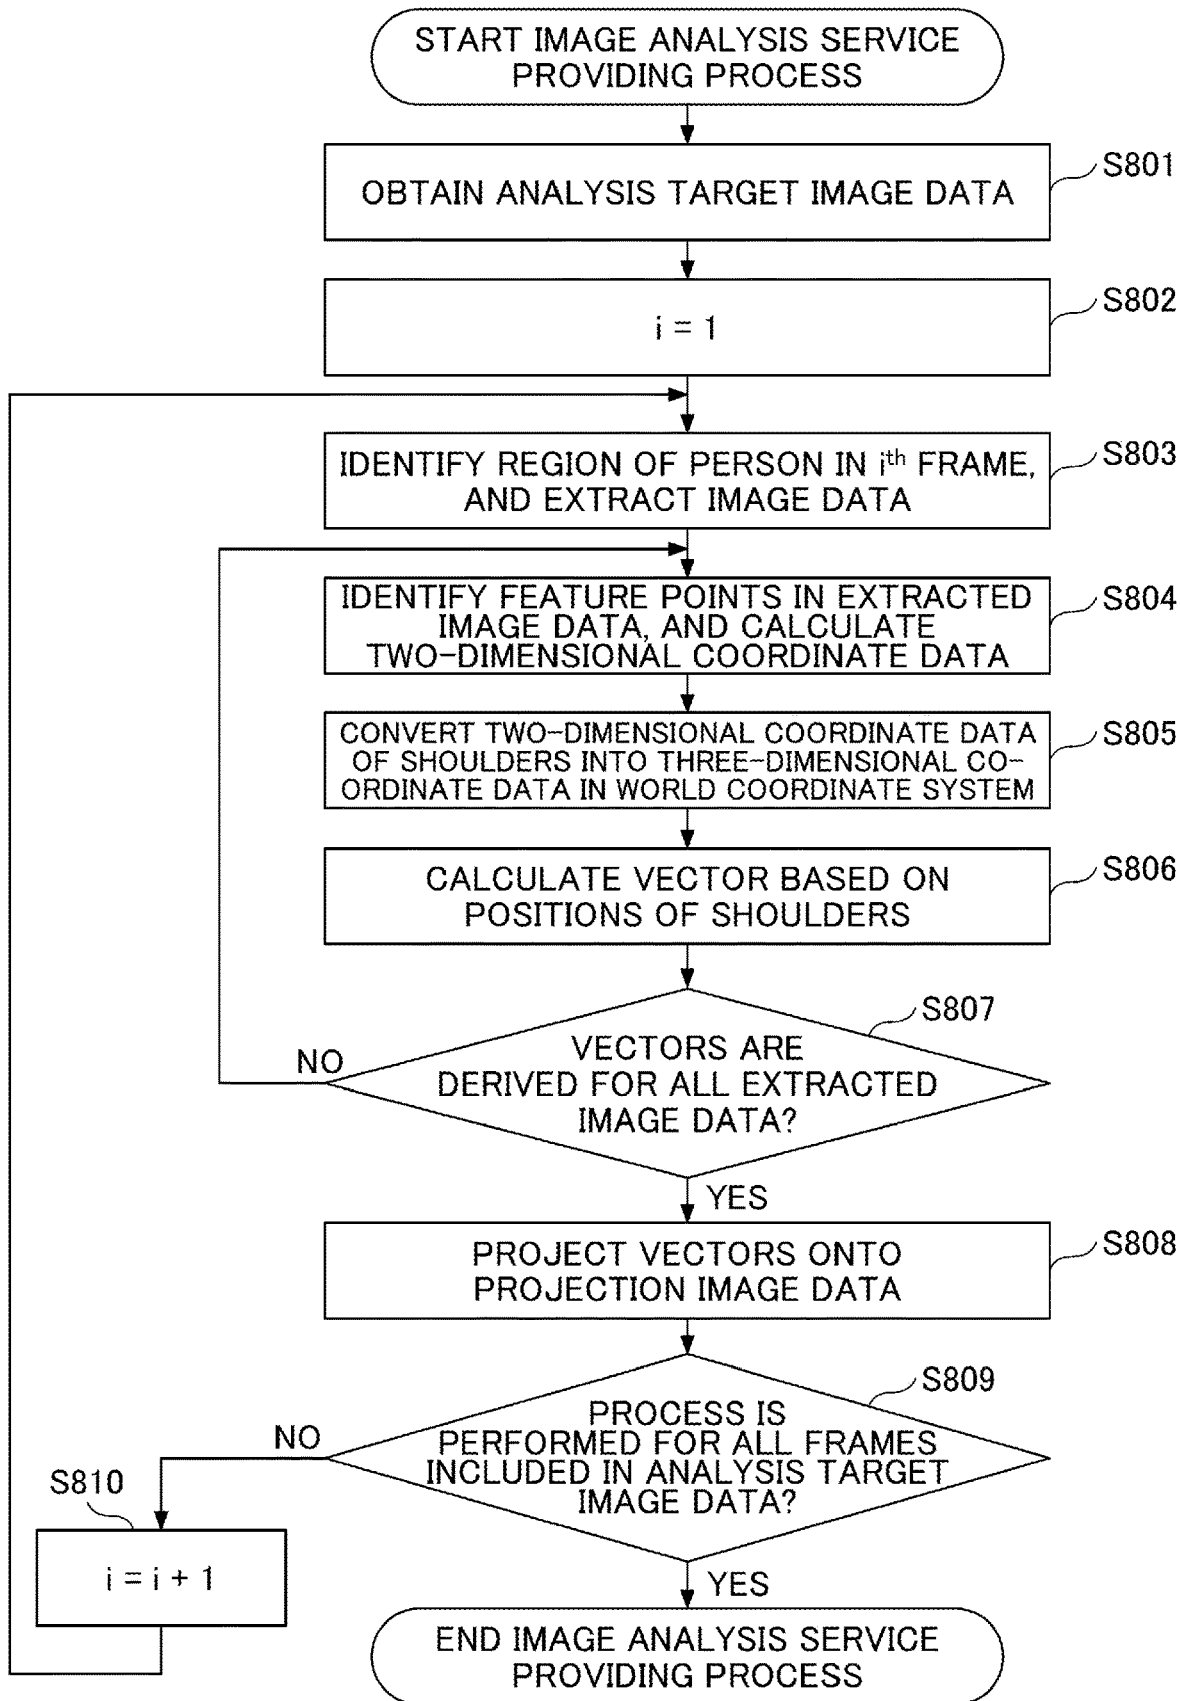 START IMAGE ANALYSIS SERVICE
PROVIDING PROCESS
S801
OBTAIN ANALYSIS TARGET IMAGE DATA
S802
i = 1
S803
IDENTIFY REGION OF PERSON IN iᵗʰ FRAME,
AND EXTRACT IMAGE DATA
S804
IDENTIFY FEATURE POINTS IN EXTRACTED
IMAGE DATA, AND CALCULATE
TWO-DIMENSIONAL COORDINATE DATA
S805
CONVERT TWO-DIMENSIONAL COORDINATE DATA
OF SHOULDERS INTO THREE-DIMENSIONAL CO-
ORDINATE DATA IN WORLD COORDINATE SYSTEM
S806
CALCULATE VECTOR BASED ON
POSITIONS OF SHOULDERS
S807
NO
VECTORS ARE
DERIVED FOR ALL EXTRACTED
IMAGE DATA?
YES
S808
PROJECT VECTORS ONTO
PROJECTION IMAGE DATA
S809
NO
PROCESS IS
PERFORMED FOR ALL FRAMES
INCLUDED IN ANALYSIS TARGET
IMAGE DATA?
S810
i = i + 1
YES
END IMAGE ANALYSIS SERVICE
PROVIDING PROCESS